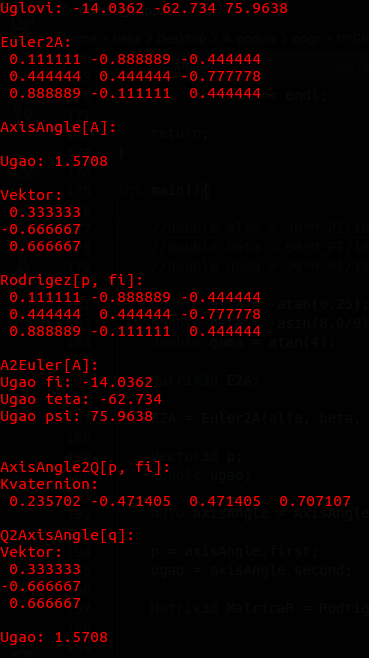 Uglovi: -14.0362 -62.734 75.9638
Euler2A:
0.111111 -0.888889 -0.444444
0.444444 0.444444 -0.777778
0.888889 -0.111111 0.444444
AxisAngle[A]:
Ugao: 1.5708
Vektor:
0.333333
-0.666667
0.666667
Rodrigez[p, fi]:
0.111111 -0.888889 -0.444444
0.444444 0.444444 -0.777778
0.888889 -0.111111 0.444444
A2Euler[A]:
Ugao fi: -14.0362
Ugao teta: -62.734
Ugao psi: 75.9638
AxisAngle2Q[p, fi]:
Kvaternion:
0.235702 -0.471405 0.471405 0.707107
Q2AxisAngle[q]:
Vektor:
0.333333
-0.666667
0.666667
Ugao: 1.5708